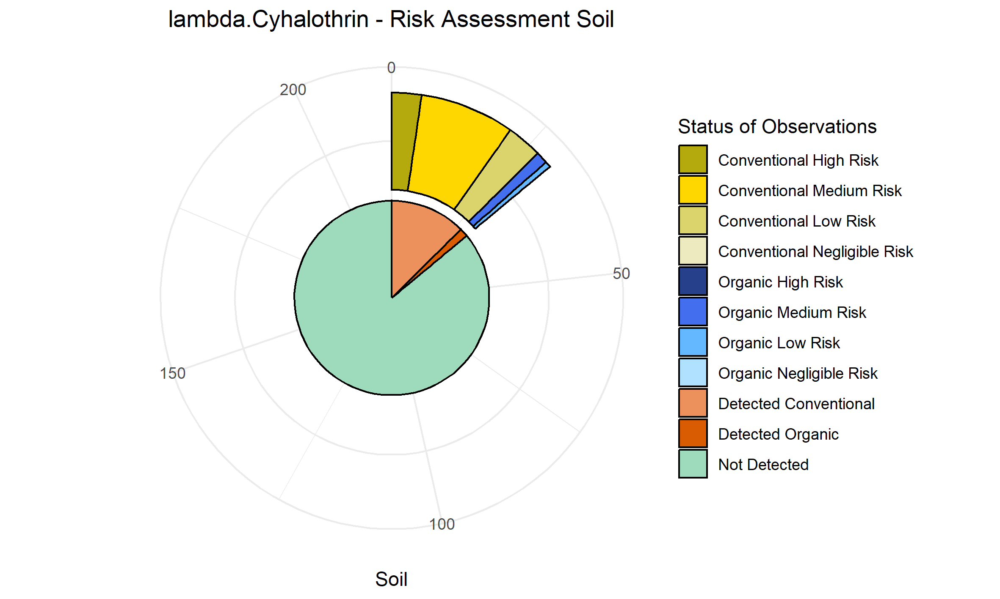 lambda.Cyhalothrin - Risk Assessment Soil
0
200
50
150
100
Soil
Status of Observations
Conventional High Risk
Conventional Medium Risk
Conventional Low Risk
Conventional Negligible Risk
Organic High Risk
Organic Medium Risk
Organic Low Risk
Organic Negligible Risk
Detected Conventional
Detected Organic
Not Detected